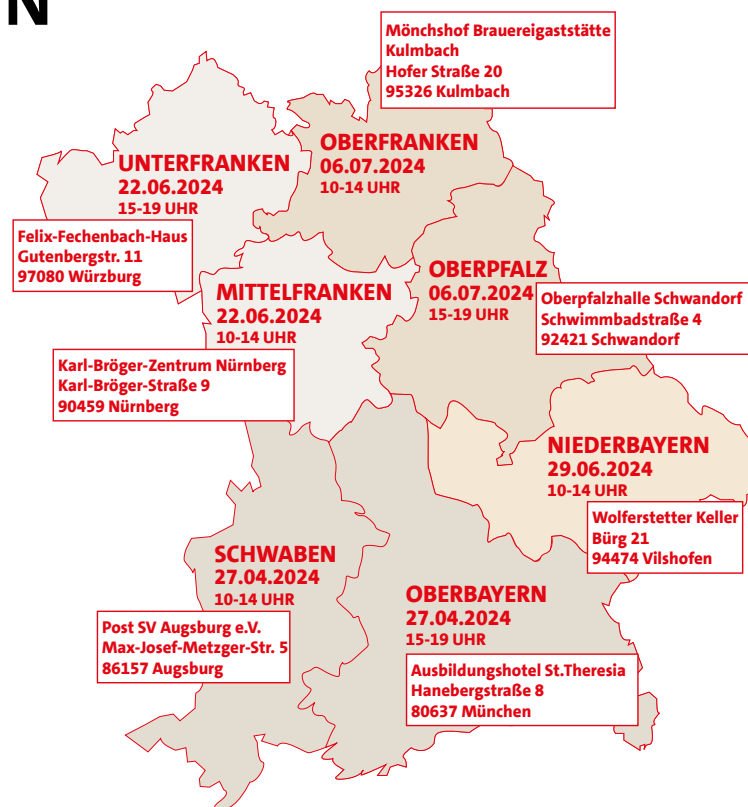 N
Mönchshof Brauereigaststätte
Kulmbach
Hofer Straße 20
95326 Kulmbach
OBERFRANKEN
06.07.2024
10-14 UHR
UNTERFRANKEN
22.06.2024
15-19 UHR
Felix-Fechenbach-Haus
Gutenbergstr. 11
97080 Würzburg
OBERPFALZ
06.07.2024
15-19 UHR
Oberpfalzhalle Schwandorf
Schwimmbadstraße 4
92421 Schwandorf
MITTELFRANKEN
22.06.2024
10-14 UHR
Karl-Bröger-Zentrum Nürnberg
Karl-Bröger-Straße 9
90459 Nürnberg
NIEDERBAYERN
29.06.2024
10-14 UHR
Wolferstetter Keller
Bürg 21
94474 Vilshofen
SCHWABEN
27.04.2024
10-14 UHR
Post SV Augsburg e.V.
Max-Josef-Metzger-Str. 5
86157 Augsburg
OBERBAYERN
27.04.2024
15-19 UHR
Ausbildungshotel St.Theresia
Hanebergstraße 8
80637 München